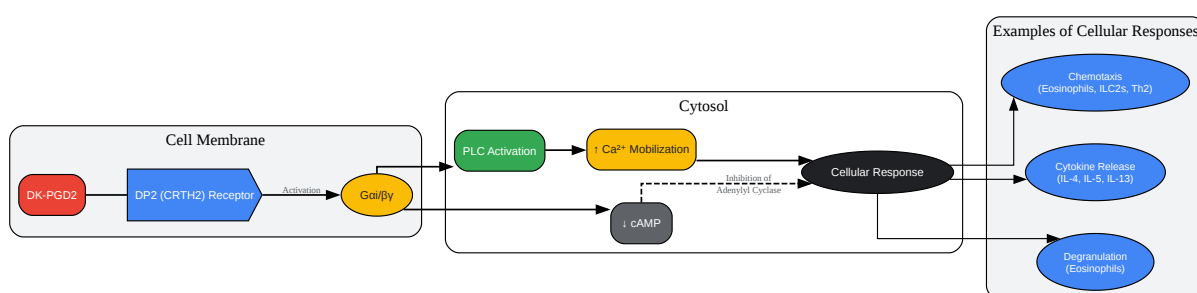 Cell Membrane
DK-PGD2
DP2 (CRTH2) Receptor
Activation
Gαi/βγ
Cytosol
PLC Activation
↑ Ca²⁺ Mobilization
↓ cAMP
Inhibition of
Adenylyl Cyclase
Cellular Response
Examples of Cellular Responses
Chemotaxis
(Eosinophils, ILC2s, Th2)
Cytokine Release
(IL-4, IL-5, IL-13)
Degranulation
(Eosinophils)